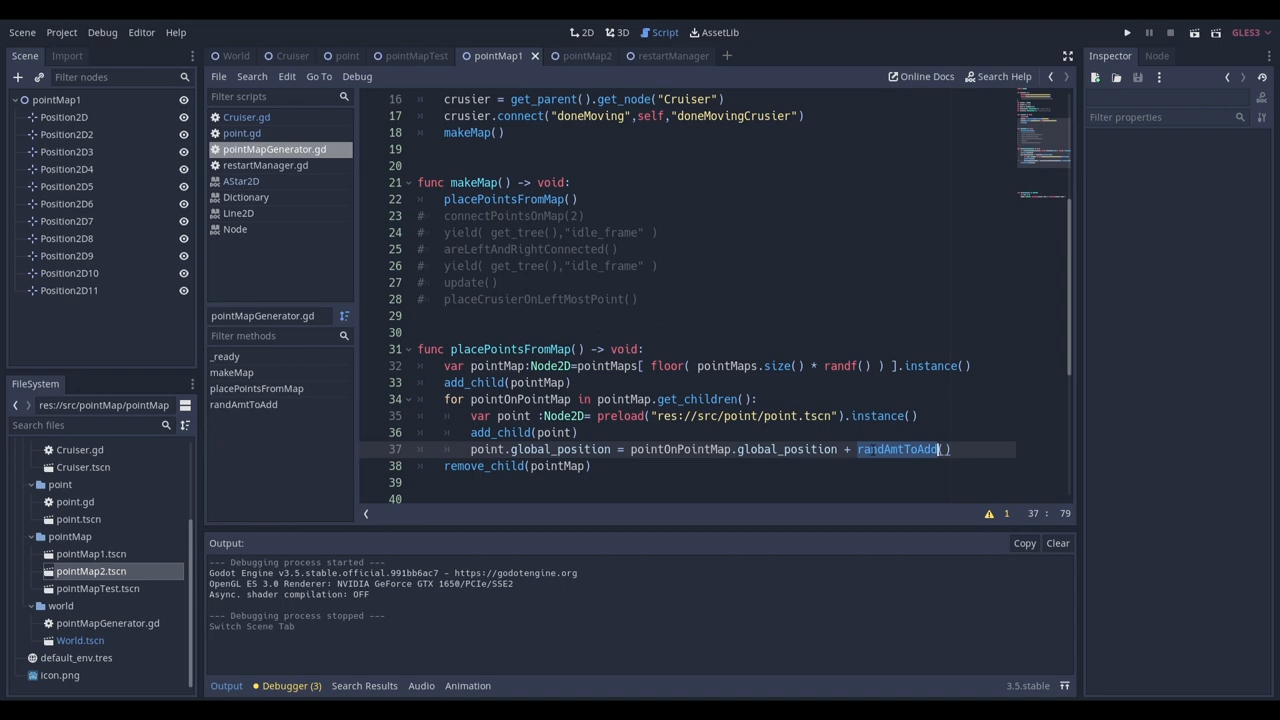 Scene Project Debug Editor Help 2D 3D Script AssetLib GLES3
Scene Import World Cruiser point pointMapTest pointMap1 pointMap2 restartManager Inspector Node
Filter nodes File Search Edit Go To Debug Online Docs Search Help
pointMap1
Position2D
Position2D2
Position2D3
Position2D4
Position2D5
Position2D6
Position2D7
Position2D8
Position2D9
Position2D10
Position2D11
FileSystem
res://src/pointMap/pointMap
Search files
Cruiser.gd
Cruiser.tscn
point
point.gd
point.tscn
pointMap
pointMap1.tscn
pointMap2.tscn
pointMapTest.tscn
world
pointMapGenerator.gd
World.tscn
default_env.tres
icon.png
Filter scripts
Cruiser.gd
point.gd
pointMapGenerator.gd
restartManager.gd
AStar2D
Dictionary
Line2D
Node
pointMapGenerator.gd
Filter methods
_ready
makeMap
placePointsFromMap
randAmtToAdd
16 crusier = get_parent().get_node("Cruiser")
17 crusier.connect("doneMoving",self,"doneMovingCrusier")
18 makeMap()
19
20
21 func makeMap() -> void:
22 placePointsFromMap()
23 # connectPointsOnMap(2)
24 # yield( get_tree(),"idle_frame" )
25 # areLeftAndRightConnected()
26 # yield( get_tree(),"idle_frame" )
27 # update()
28 # placeCrusierOnLeftMostPoint()
29
30
31 func placePointsFromMap() -> void:
32 var pointMap:Node2D=pointMaps[ floor( pointMaps.size() * randf() ) ].instance()
33 add_child(pointMap)
34 for pointOnPointMap in pointMap.get_children():
35 var point :Node2D= preload("res://src/point/point.tscn").instance()
36 add_child(point)
37 point.global_position = pointOnPointMap.global_position + randAmtToAdd()
38 remove_child(pointMap)
39
40
1 37 : 79
Output: Copy Clear
--- Debugging process started ---
Godot Engine v3.5.stable.official.991bb6ac7 - https://godotengine.org
OpenGL ES 3.0 Renderer: NVIDIA GeForce GTX 1650/PCIe/SSE2
Async. shader compilation: OFF
--- Debugging process stopped ---
Switch Scene Tab
Output Debugger (3) Search Results Audio Animation 3.5.stable
Filter properties